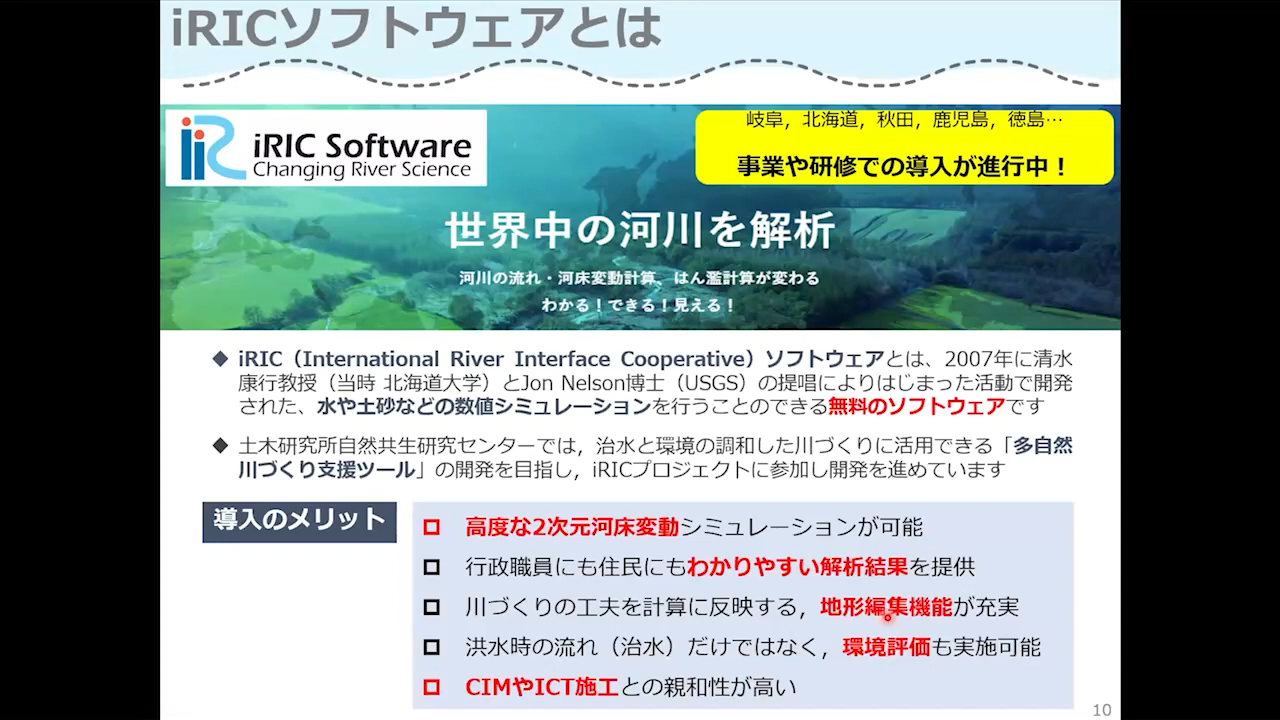 iRICソフトウェアとは
iRIC Software
Changing River Science
岐阜，北海道，秋田，鹿児島，徳島…
事業や研修での導入が進行中！
世界中の河川を解析
河川の流れ・河床変動計算、はん濫計算が変わる
わかる！できる！見える！
◆ iRIC（International River Interface Cooperative）ソフトウェアとは、2007年に清水
康行教授（当時 北海道大学）とJon Nelson博士（USGS）の提唱によりはじまった活動で開発
された、水や土砂などの数値シミュレーションを行うことのできる無料のソフトウェアです
◆ 土木研究所自然共生研究センターでは，治水と環境の調和した川づくりに活用できる「多自然
川づくり支援ツール」の開発を目指し，iRICプロジェクトに参加し開発を進めています
導入のメリット
高度な2次元河床変動シミュレーションが可能
行政職員にも住民にもわかりやすい解析結果を提供
川づくりの工夫を計算に反映する，地形編集機能が充実
洪水時の流れ（治水）だけではなく，環境評価も実施可能
CIMやICT施工との親和性が高い
10